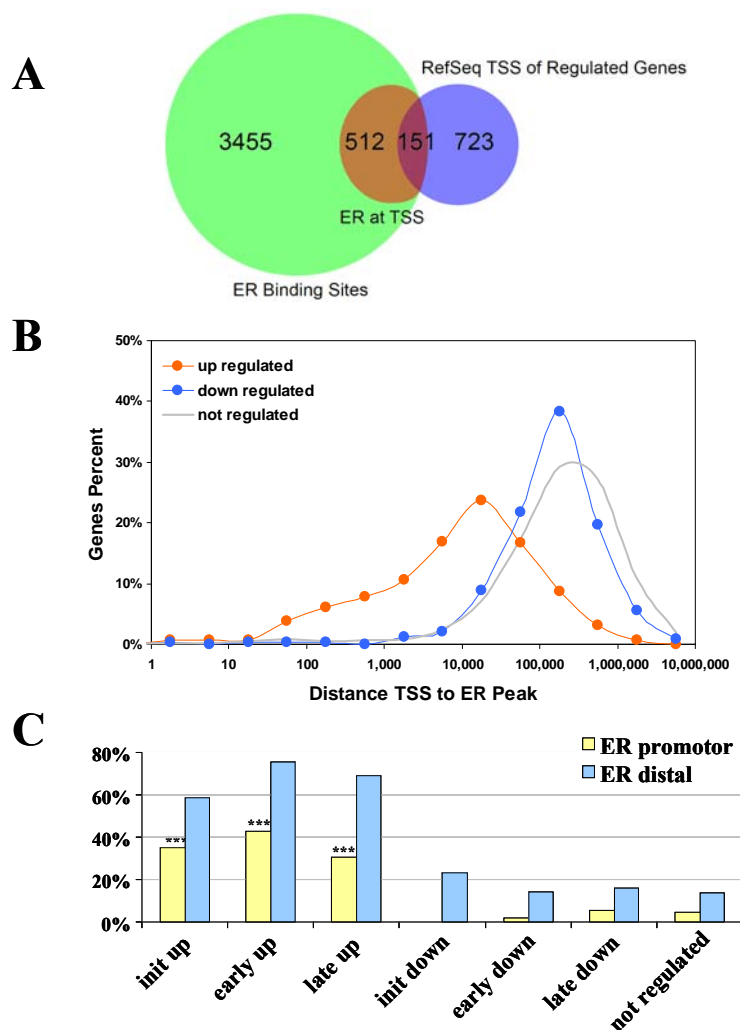 A
RefSeq TSS of Regulated Genes
3455
512
151
723
ER at TSS
ER Binding Sites
B
50%
40%
30%
20%
10%
0%
Genes Percent
up regulated
down regulated
not regulated
1
10
100
1,000
10,000
100,000
1,000,000
10,000,000
Distance TSS to ER Peak
C
80%
60%
40%
20%
0%
ER promotor
ER distal
***
***
***
init up
early up
late up
init down
early down
late down
not regulated